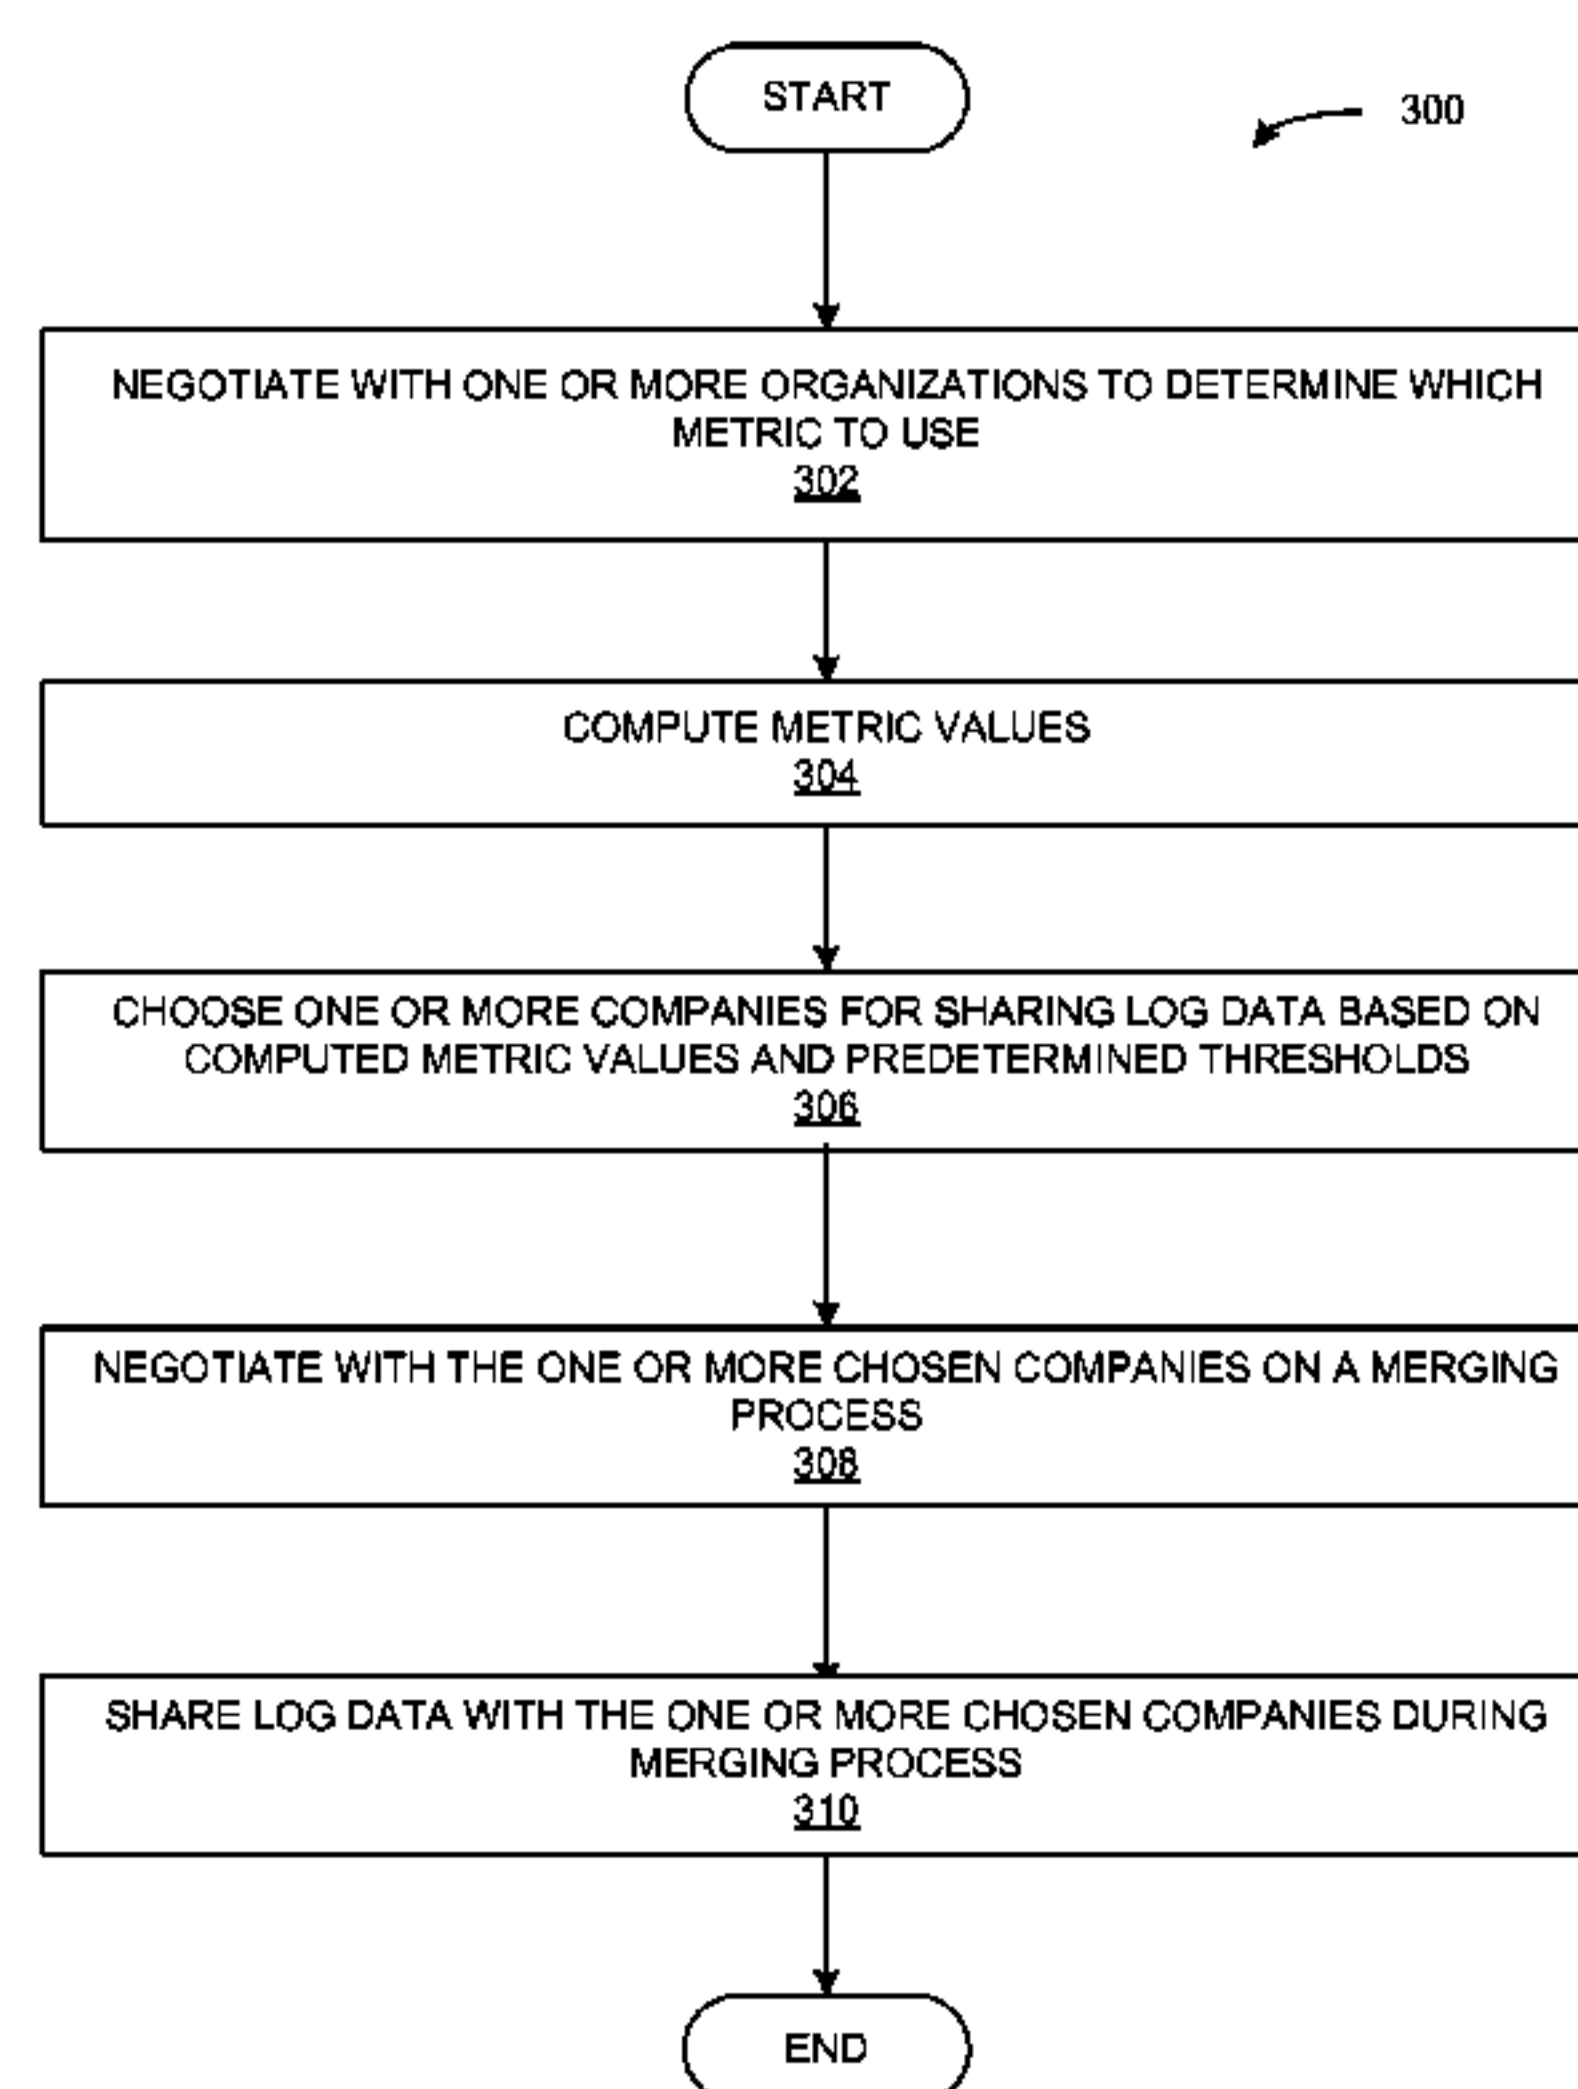 START
300
NEGOTIATE WITH ONE OR MORE ORGANIZATIONS TO DETERMINE WHICH
METRIC TO USE
302
COMPUTE METRIC VALUES
304
CHOOSE ONE OR MORE COMPANIES FOR SHARING LOG DATA BASED ON
COMPUTED METRIC VALUES AND PREDETERMINED THRESHOLDS
306
NEGOTIATE WITH THE ONE OR MORE CHOSEN COMPANIES ON A MERGING
PROCESS
308
SHARE LOG DATA WITH THE ONE OR MORE CHOSEN COMPANIES DURING
MERGING PROCESS
310
END